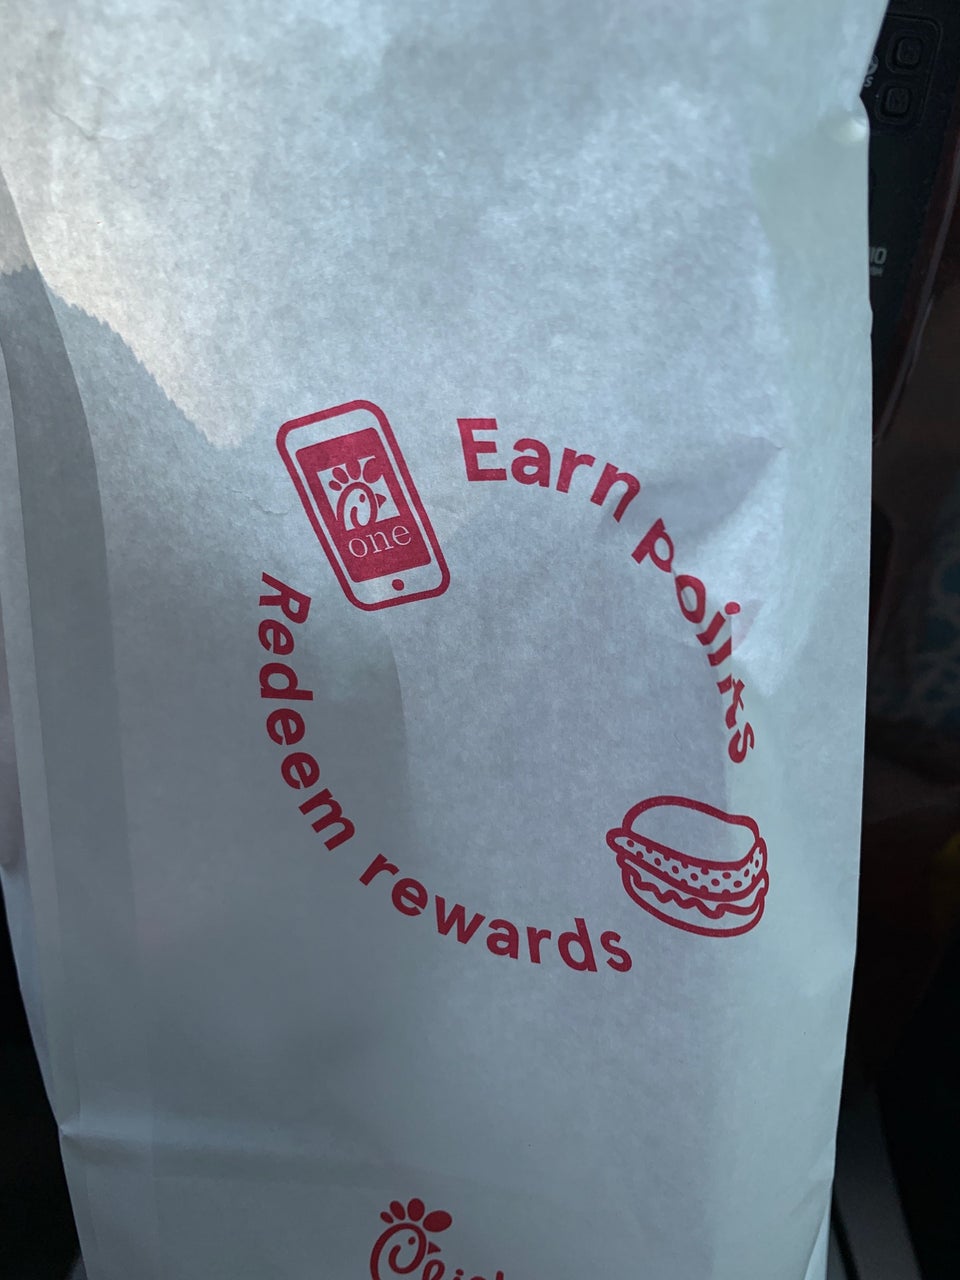 one
Earn points
Redeem rewards